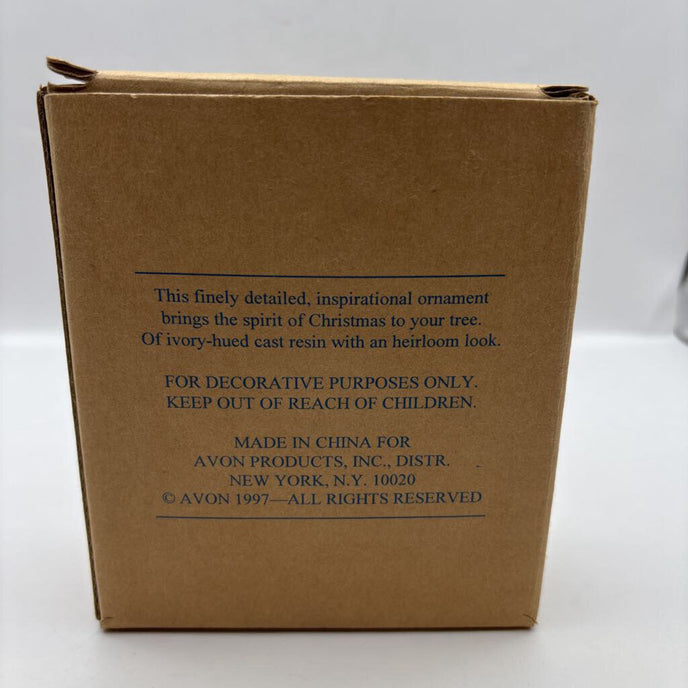 This finely detailed, inspirational ornament
brings the spirit of Christmas to your tree.
Of ivory-hued cast resin with an heirloom look.
FOR DECORATIVE PURPOSES ONLY.
KEEP OUT OF REACH OF CHILDREN.
MADE IN CHINA FOR
AVON PRODUCTS, INC., DISTR.
NEW YORK, N.Y. 10020
© AVON 1997—ALL RIGHTS RESERVED